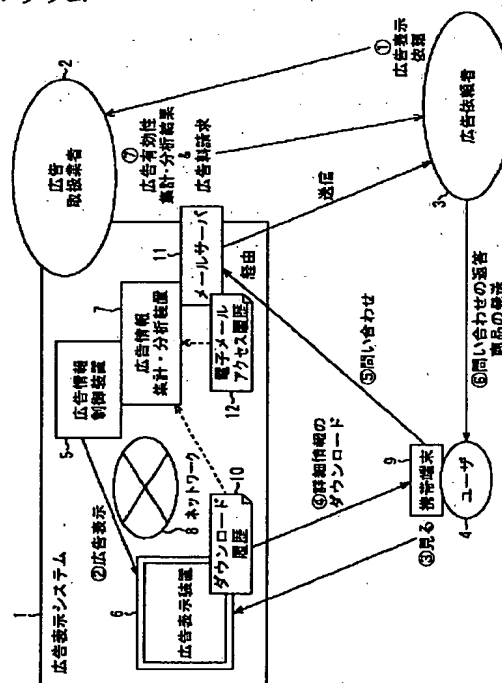 1
広告表示システム
2
広告
取扱業者
①
広告表示
依頼
⑦
広告有効性
集計・分析結果
&
広告料請求
3
広告依頼者
送信
11
メールサーバ
経由
7
広告情報
集計・分析装置
5
広告情報
制御装置
電子メール
アクセス履歴
12
②広告表示
8 ネットワーク
6
広告表示装置
10
ダウンロード
履歴
④詳細情報の
ダウンロード
⑤問い合わせ
⑥問い合わせの返答
商品の発送
③見る
9
携帯端末
4
ユーザ